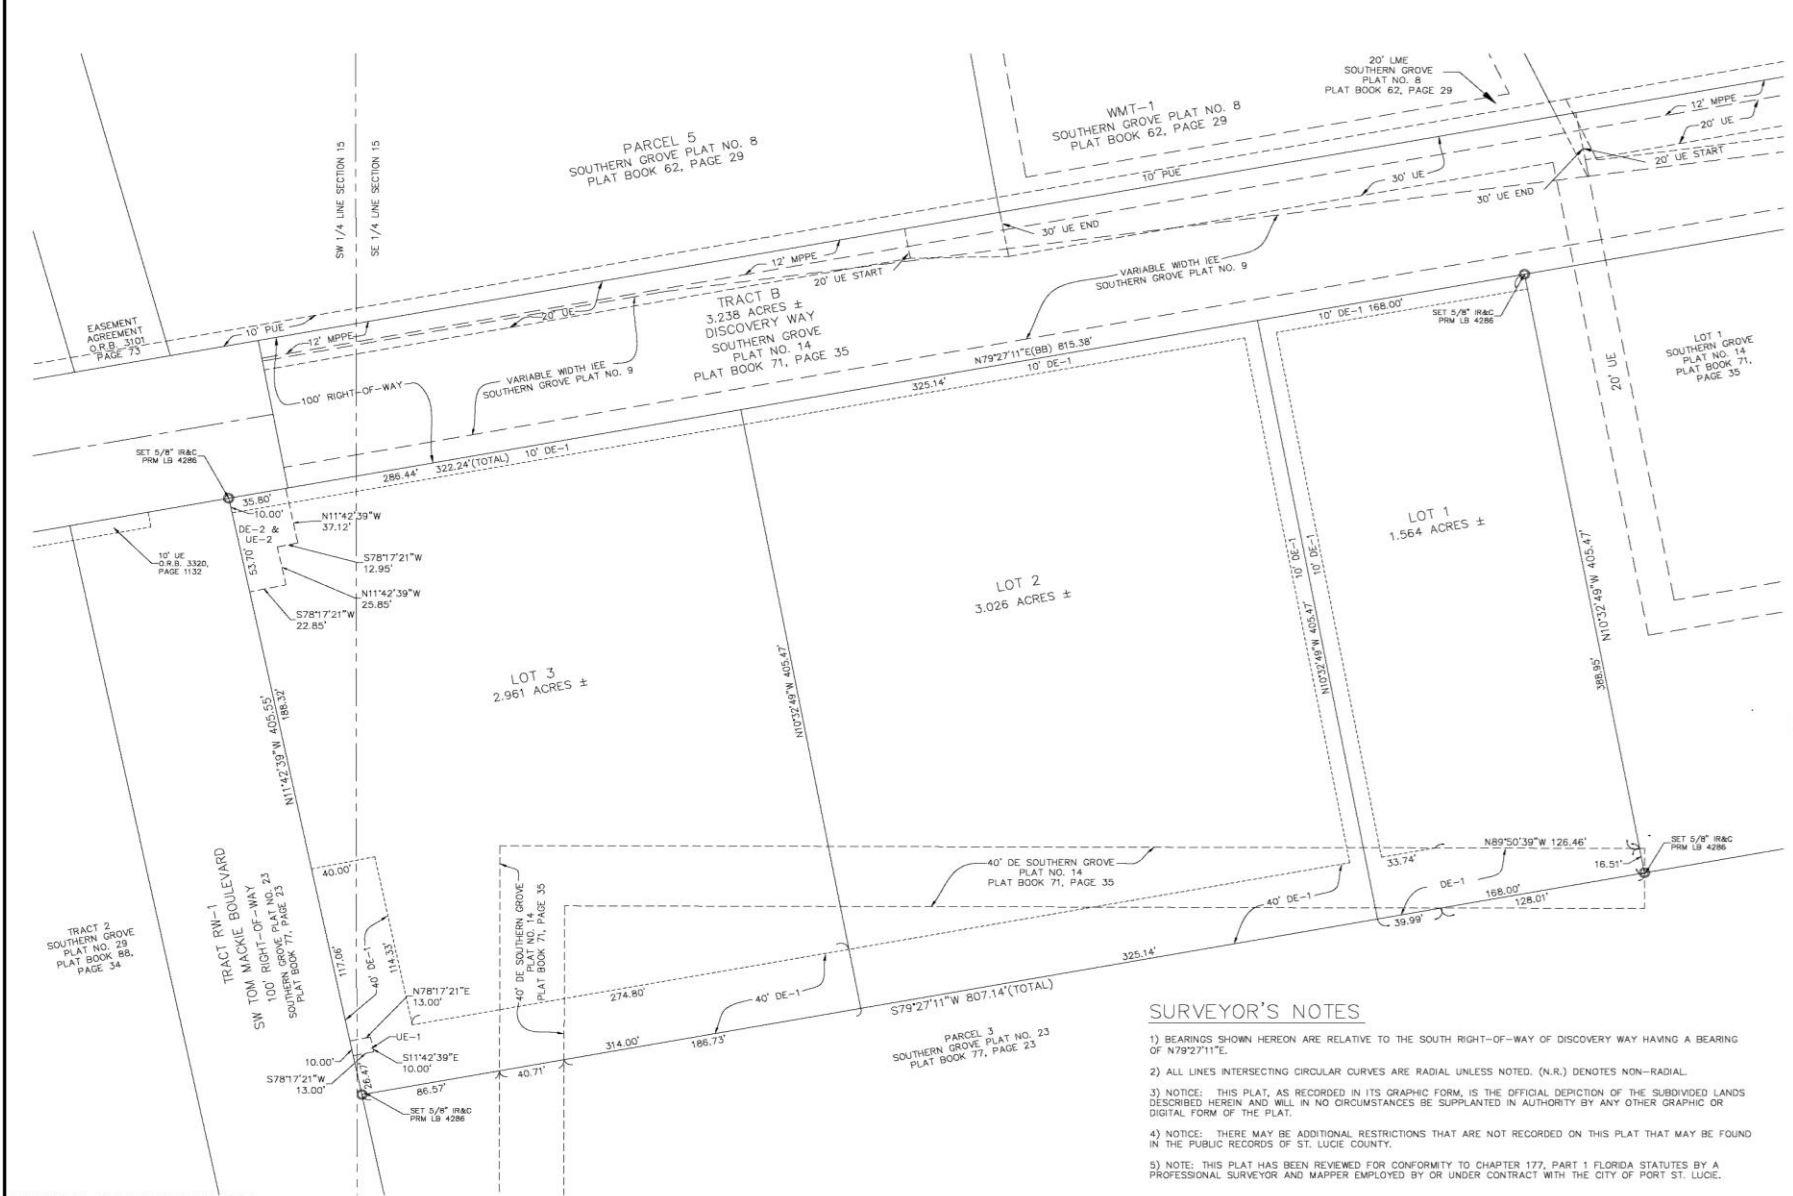 20' LME
SOUTHERN GROVE
PLAT NO. 8
PLAT BOOK 62, PAGE 29
WMT-1
SOUTHERN GROVE PLAT NO. 8
PLAT BOOK 62, PAGE 29
PARCEL 5
SOUTHERN GROVE PLAT NO. 8
PLAT BOOK 62, PAGE 29
SW 1/4 LINE SECTION 15
SE 1/4 LINE SECTION 15
12' MPPE
20' UE
20' UE START
10' PUE
30' UE
30' UE END
30' UE END
12' MPPE
20' UE START
VARIABLE WIDTH IEE
SOUTHERN GROVE PLAT NO. 9
TRACT B
3.238 ACRES ±
DISCOVERY WAY
SOUTHERN GROVE
PLAT NO. 14
PLAT BOOK 71, PAGE 35
20' UE
EASEMENT
AGREEMENT
O.R.B. 3101
PAGE 73
10' PUE
12' MPPE
100' RIGHT-OF-WAY
VARIABLE WIDTH IEE
SOUTHERN GROVE PLAT NO. 9
10' DE-1 168.00'
SET 5/8" IR&C
PRM LB 4286
N79°27'11"E(BB) 815.38'
325.14'
10' DE-1
20' UE
LOT 1
SOUTHERN GROVE
PLAT NO. 14
PLAT BOOK 71,
PAGE 35
SET 5/8" IR&C
PRM LB 4286
286.44'
322.24'(TOTAL)
10' DE-1
35.80'
10.00'
DE-2 &
UE-2
53.70'
N11°42'39"W
37.12'
S78°17'21"W
12.95'
N11°42'39"W
25.85'
S78°17'21"W
22.85'
10' UE
O.R.B. 3320,
PAGE 1132
LOT 1
1.564 ACRES ±
LOT 2
3.026 ACRES ±
LOT 3
2.961 ACRES ±
10' DE-1
10' DE-1
N10°32'49"W 405.47'
N10°32'49"W 405.47'
N10°32'49"W 405.47'
388.95'
N11°42'39"W 405.55'
188.32'
TRACT RW-1
SW TOM MACKIE BOULEVARD
100' RIGHT-OF-WAY
SOUTHERN GROVE PLAT NO. 23
PLAT BOOK 77, PAGE 23
TRACT 2
SOUTHERN GROVE
PLAT NO. 29
PLAT BOOK 88,
PAGE 34
40.00'
117.06'
40' DE-1
114.33'
N78°17'21"E
13.00'
UE-1
10.00'
S11°42'39"E
10.00'
S78°17'21"W
13.00'
26.47'
SET 5/8" IR&C
PRM LB 4286
40' DE SOUTHERN GROVE
PLAT NO. 14
PLAT BOOK 71, PAGE 35
40' DE SOUTHERN GROVE
PLAT NO. 14
PLAT BOOK 71, PAGE 35
33.74'
N89°50'39"W 126.46'
SET 5/8" IR&C
PRM LB 4286
16.51'
DE-1
168.00'
128.01'
39.99'
40' DE-1
325.14'
274.80'
40' DE-1
S79°27'11"W 807.14'(TOTAL)
314.00'
186.73'
40.71'
86.57'
PARCEL 3
SOUTHERN GROVE PLAT NO. 23
PLAT BOOK 77, PAGE 23
SURVEYOR'S NOTES
1) BEARINGS SHOWN HEREON ARE RELATIVE TO THE SOUTH RIGHT-OF-WAY OF DISCOVERY WAY HAVING A BEARING
OF N79°27'11"E.
2) ALL LINES INTERSECTING CIRCULAR CURVES ARE RADIAL UNLESS NOTED. (N.R.) DENOTES NON-RADIAL.
3) NOTICE: THIS PLAT, AS RECORDED IN ITS GRAPHIC FORM, IS THE OFFICIAL DEPICTION OF THE SUBDIVIDED LANDS
DESCRIBED HEREIN AND WILL IN NO CIRCUMSTANCES BE SUPPLANTED IN AUTHORITY BY ANY OTHER GRAPHIC OR
DIGITAL FORM OF THE PLAT.
4) NOTICE: THERE MAY BE ADDITIONAL RESTRICTIONS THAT ARE NOT RECORDED ON THIS PLAT THAT MAY BE FOUND
IN THE PUBLIC RECORDS OF ST. LUCIE COUNTY.
5) NOTE: THIS PLAT HAS BEEN REVIEWED FOR CONFORMITY TO CHAPTER 177, PART 1 FLORIDA STATUTES BY A
PROFESSIONAL SURVEYOR AND MAPPER EMPLOYED BY OR UNDER CONTRACT WITH THE CITY OF PORT ST. LUCIE.